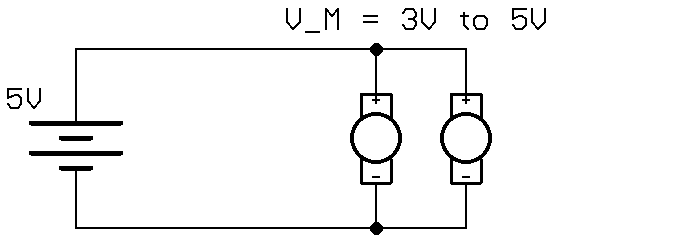 V_M = 3V to 5V
5V
+ +
- -